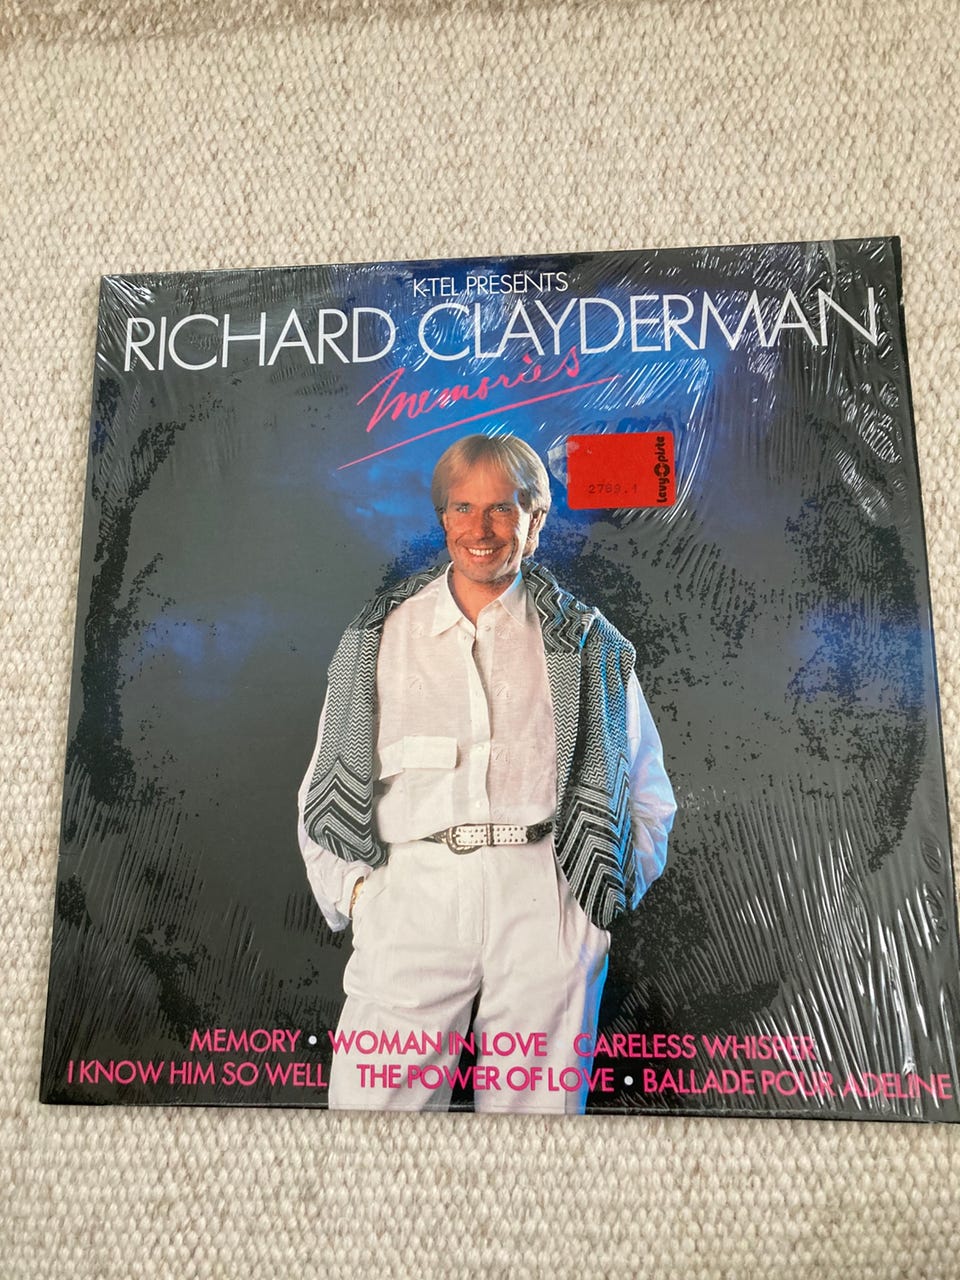 K-TEL PRESENTS
RICHARD CLAYDERMAN
Memories
levypiste
2789.1
MEMORY • WOMAN IN LOVE CARELESS WHISPER
I KNOW HIM SO WELL THE POWER OF LOVE • BALLADE POUR ADELINE